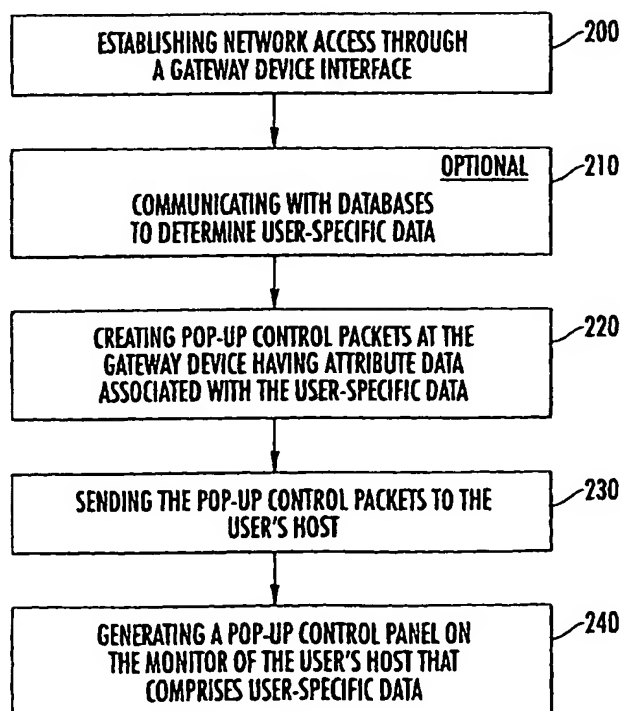 ESTABLISHING NETWORK ACCESS THROUGH
A GATEWAY DEVICE INTERFACE
200
OPTIONAL
210
COMMUNICATING WITH DATABASES
TO DETERMINE USER-SPECIFIC DATA
CREATING POP-UP CONTROL PACKETS AT THE
GATEWAY DEVICE HAVING ATTRIBUTE DATA
ASSOCIATED WITH THE USER-SPECIFIC DATA
220
SENDING THE POP-UP CONTROL PACKETS TO THE
USER'S HOST
230
GENERATING A POP-UP CONTROL PANEL ON
THE MONITOR OF THE USER'S HOST THAT
COMPRISES USER-SPECIFIC DATA
240